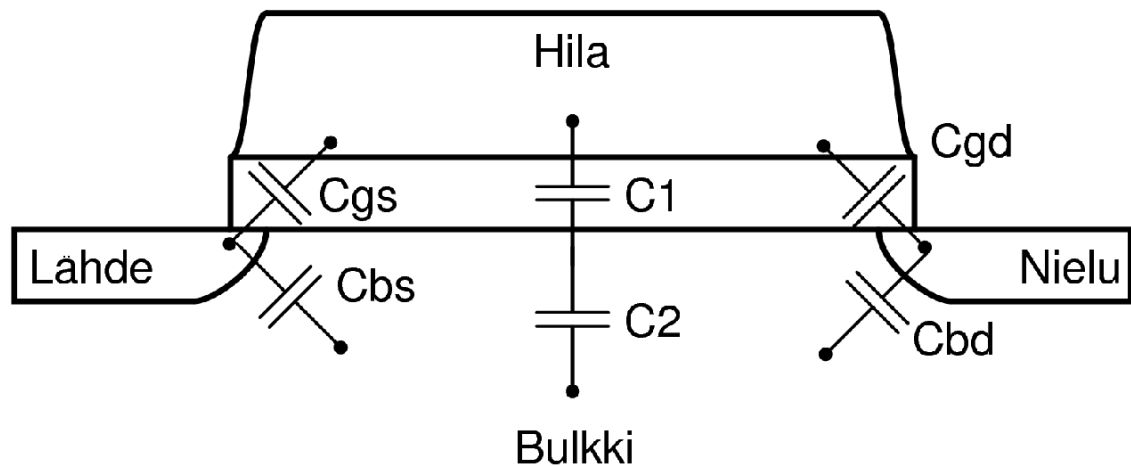 Hila
Cgd
Cgs
C1
Lähde
Nielu
Cbs
C2
Cbd
Bulkki